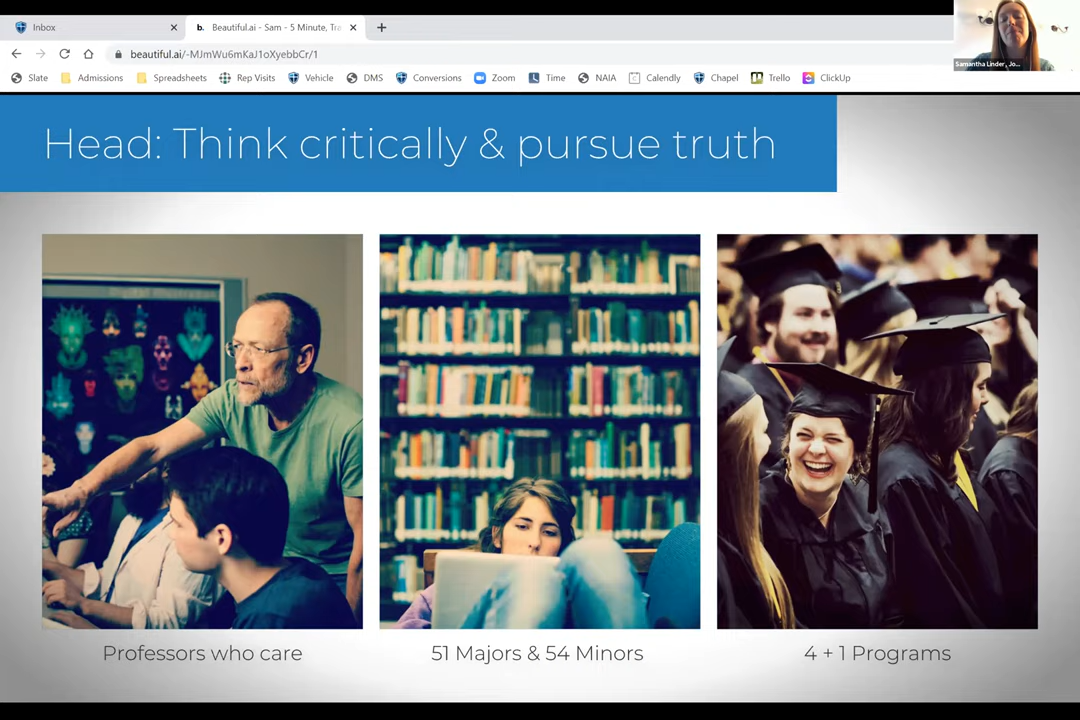 Inbox
b. Beautiful.ai - Sam - 5 Minute, Tra
beautiful.ai/-MJmWu6mKaJ1oXyebbCr/1
Slate Admissions Spreadsheets Rep Visits Vehicle DMS Conversions Zoom Time NAIA Calendly Chapel Trello ClickUp
Samantha Linder, Jo...
Head: Think critically & pursue truth
Professors who care
51 Majors & 54 Minors
4 + 1 Programs